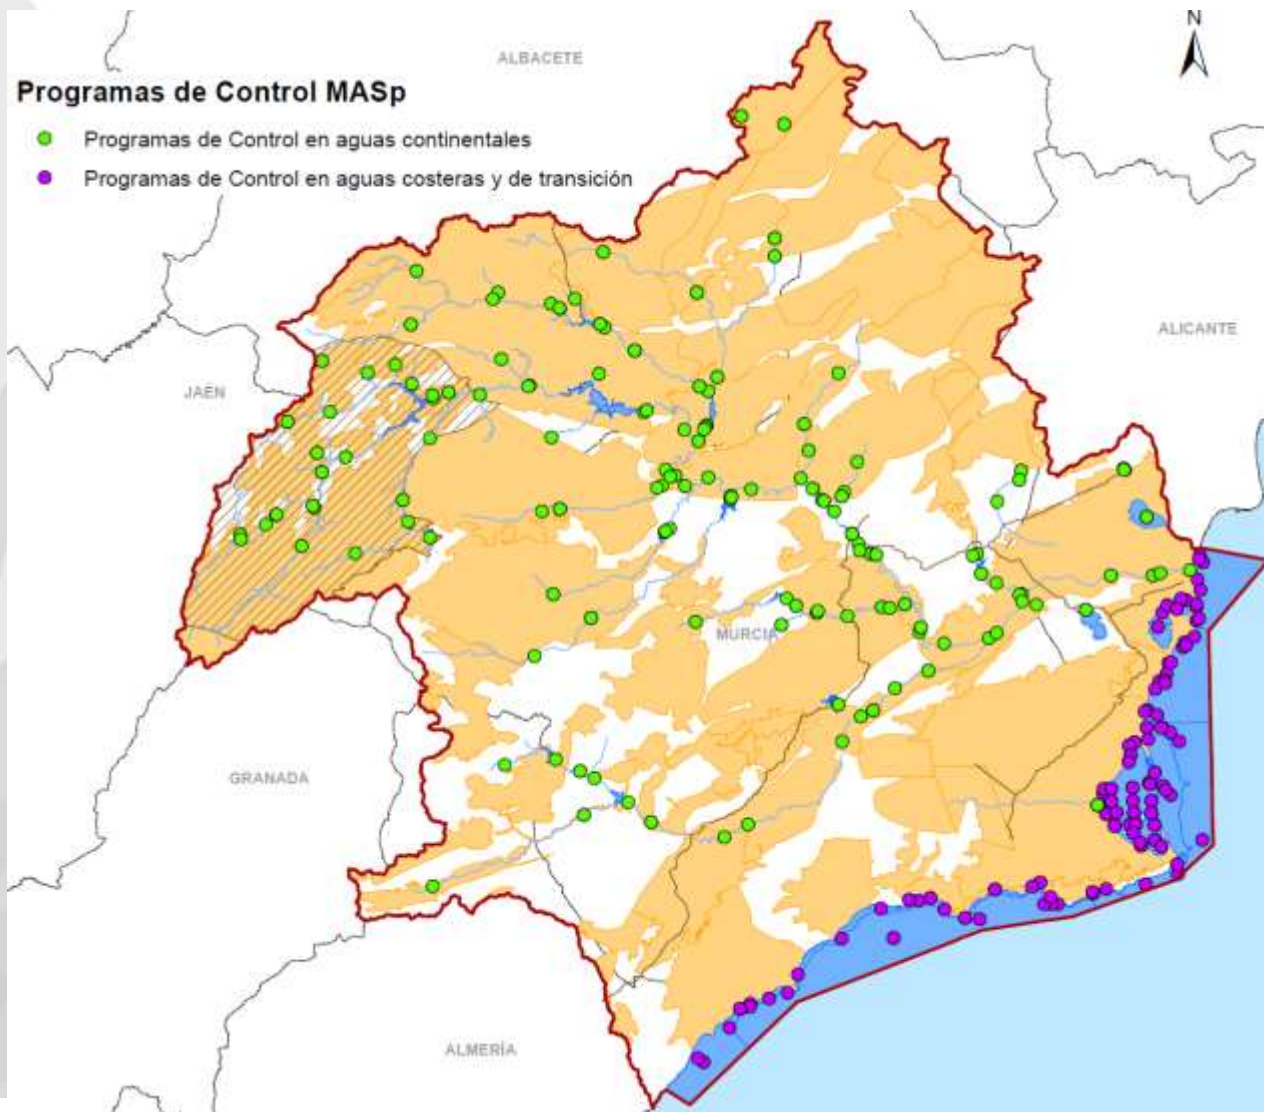 N
ALBACETE
Programas de Control MASp
Programas de Control en aguas continentales
Programas de Control en aguas costeras y de transición
ALICANTE
JAÉN
MURCIA
GRANADA
ALMERÍA